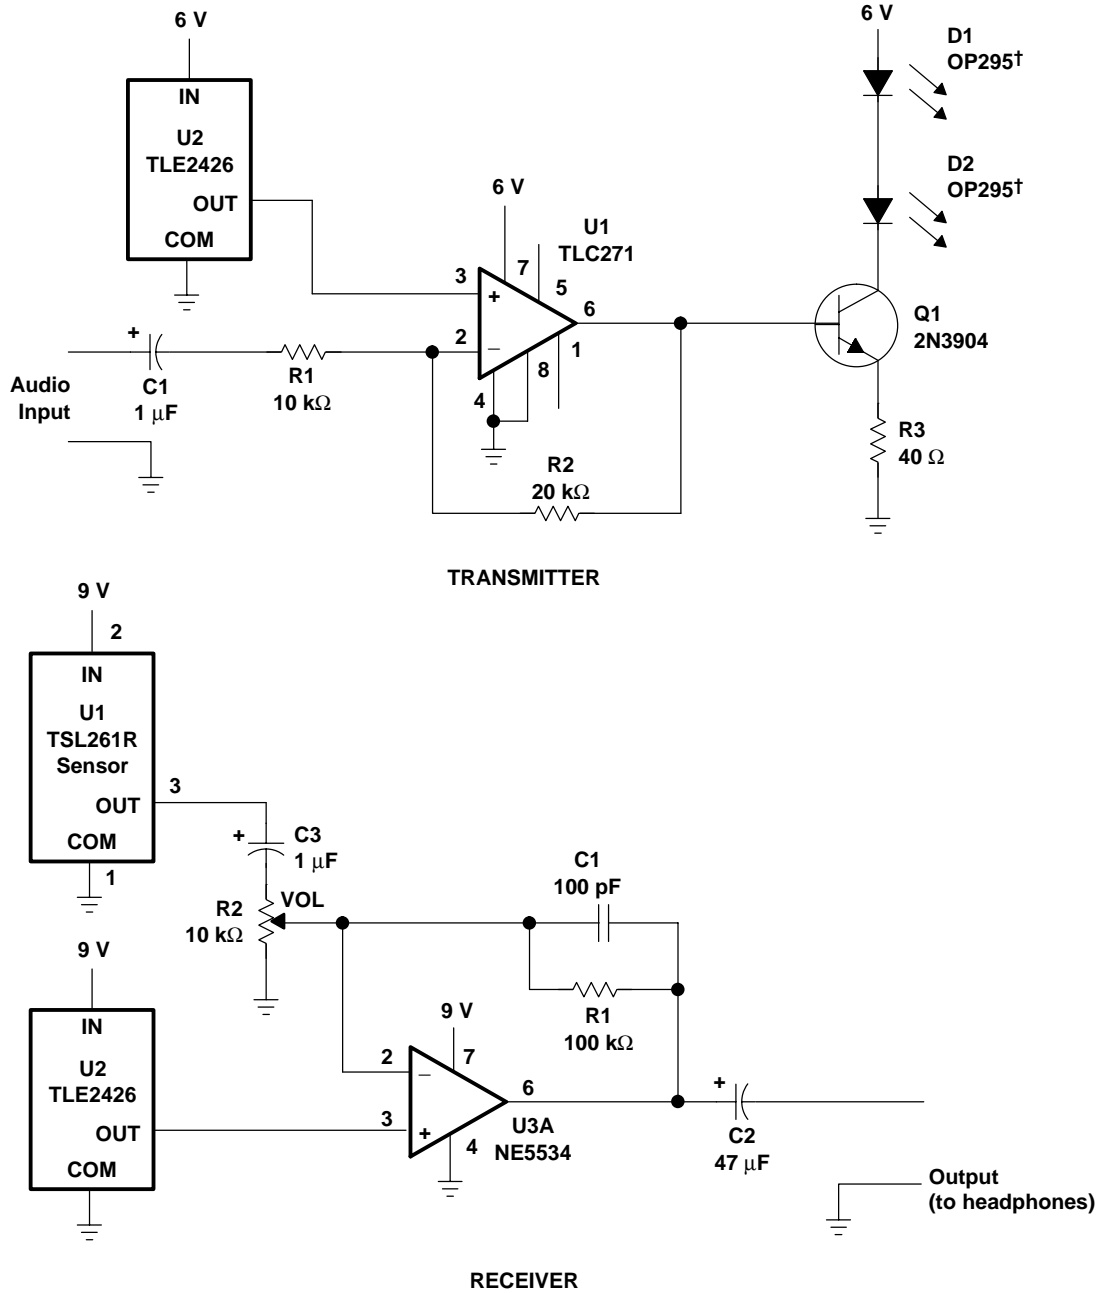 6 V
IN
U2
TLE2426
OUT
COM
+
C1
1 μF
Audio
Input
R1
10 kΩ
6 V
U1
TLC271
3
+
7
5
6
2
–
1
8
4
R2
20 kΩ
6 V
D1
OP295†
D2
OP295†
Q1
2N3904
R3
40 Ω
TRANSMITTER
9 V
2
IN
U1
TSL261R
Sensor
3
OUT
COM
1
+
C3
1 μF
VOL
R2
10 kΩ
C1
100 pF
R1
100 kΩ
9 V
IN
U2
TLE2426
OUT
COM
9 V
7
2
–
3
+
6
4
U3A
NE5534
+
C2
47 μF
Output
(to headphones)
RECEIVER